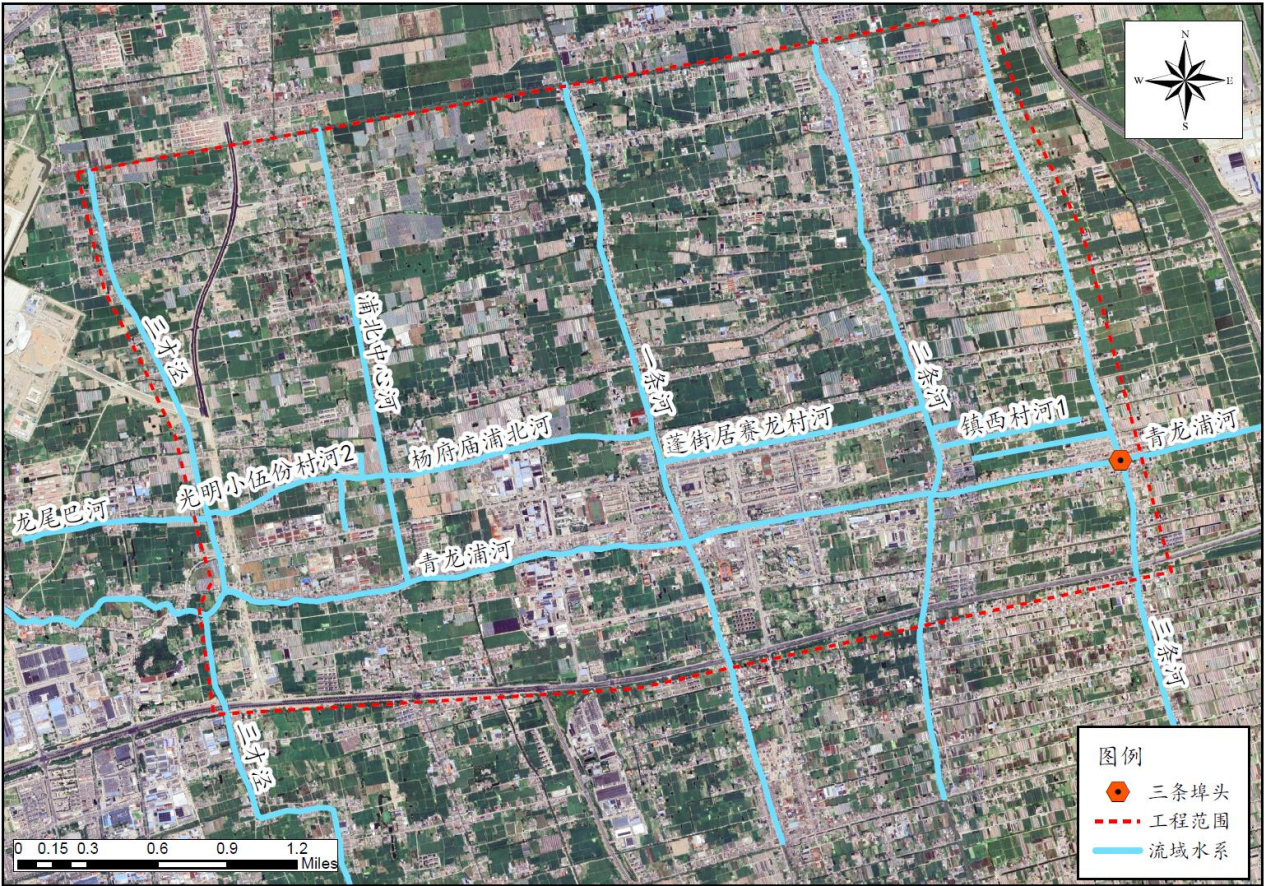 N
W
E
S
三才泾
浦北中心河
一条河
二条河
杨府庙浦北河
蓬街居赛龙村河
镇西村河1
青龙浦河
光明小伍份村河2
龙尾巴河
青龙浦河
三条河
三才泾
图例
三条埠头
工程范围
流域水系
0 0.15 0.3 0.6 0.9 1.2
Miles